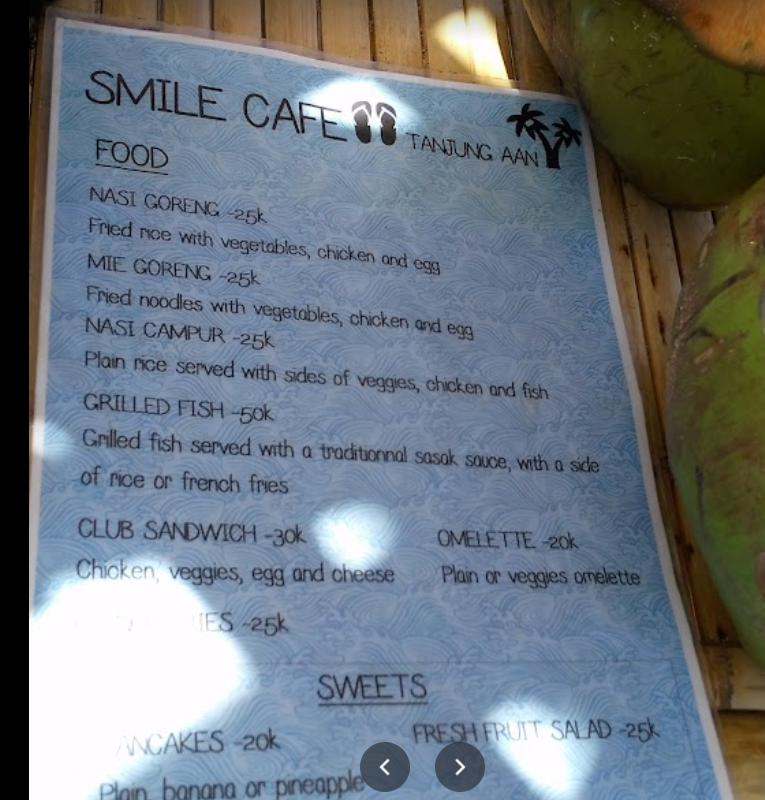 SMILE CAFE TANJUNG AAN
FOOD
NASI GORENG -25k
Fried rice with vegetables, chicken and egg
MIE GORENG -25k
Fried noodles with vegetables, chicken and egg
NASI CAMPUR -25k
Plain rice served with sides of veggies, chicken and fish
GRILLED FISH -50k
Grilled fish served with a traditionnal sasak sauce, with a side
of rice or french fries
CLUB SANDWICH -30k
Chicken, veggies, egg and cheese
OMELETTE -20k
Plain or veggies omelette
-25k
SWEETS
PANCAKES -20k
Plain, banana or pineapple
FRESH FRUIT SALAD -25k